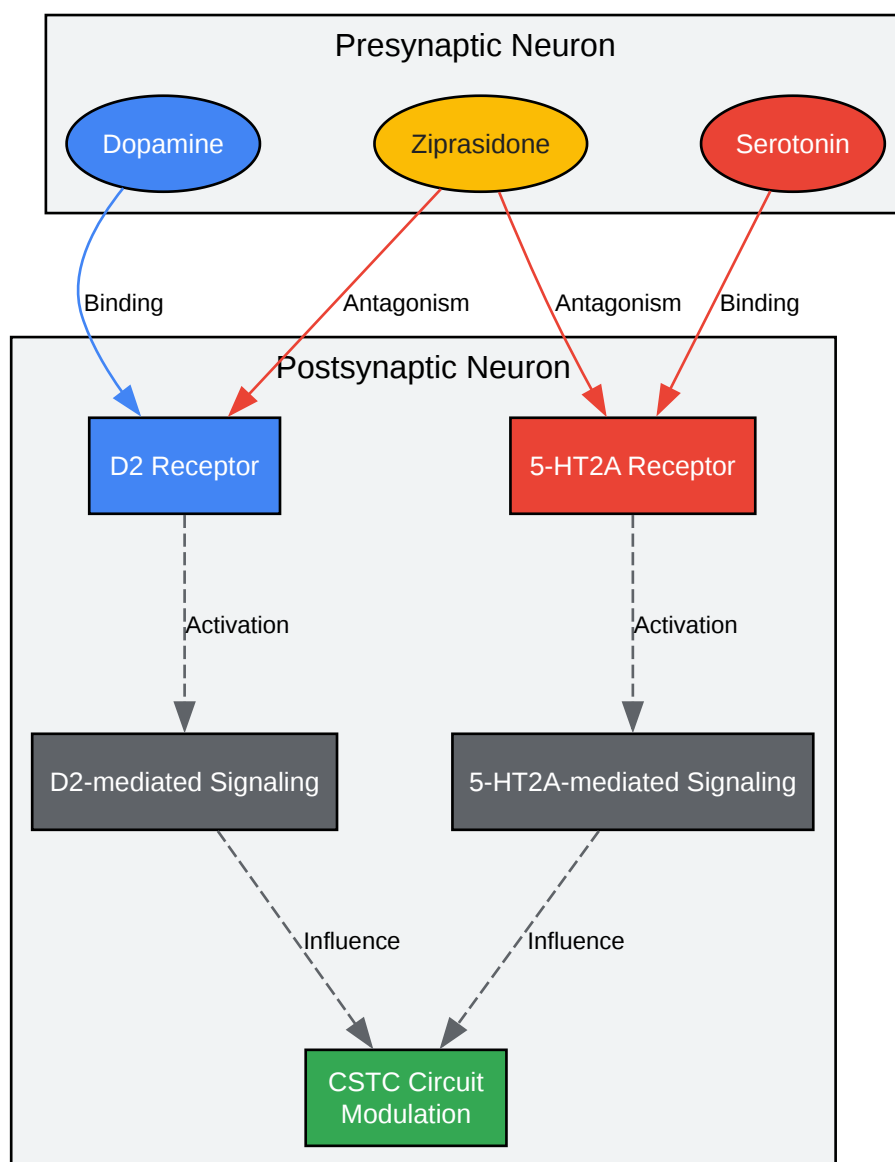 Presynaptic Neuron
Dopamine
Ziprasidone
Serotonin
Binding
Antagonism
Antagonism
Binding
Postsynaptic Neuron
D2 Receptor
5-HT2A Receptor
Activation
Activation
D2-mediated Signaling
5-HT2A-mediated Signaling
Influence
Influence
CSTC Circuit
Modulation